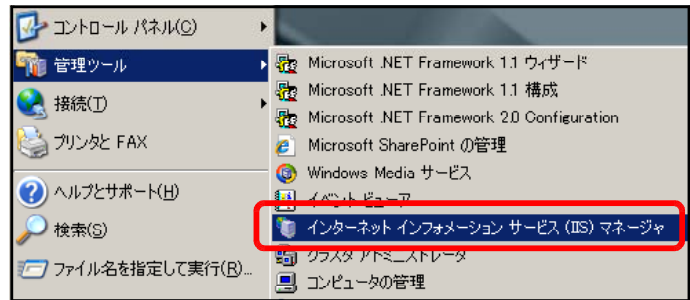 コントロール パネル(C)
管理ツール
接続(T)
プリンタと FAX
ヘルプとサポート(H)
検索(S)
ファイル名を指定して実行(R)...
Microsoft .NET Framework 1.1 ウィザード
Microsoft .NET Framework 1.1 構成
Microsoft .NET Framework 2.0 Configuration
Microsoft SharePoint の管理
Windows Media サービス
イベント ビューア
インターネット インフォメーション サービス (IIS) マネージャ
クラスタ アドミニストレータ
コンピュータの管理